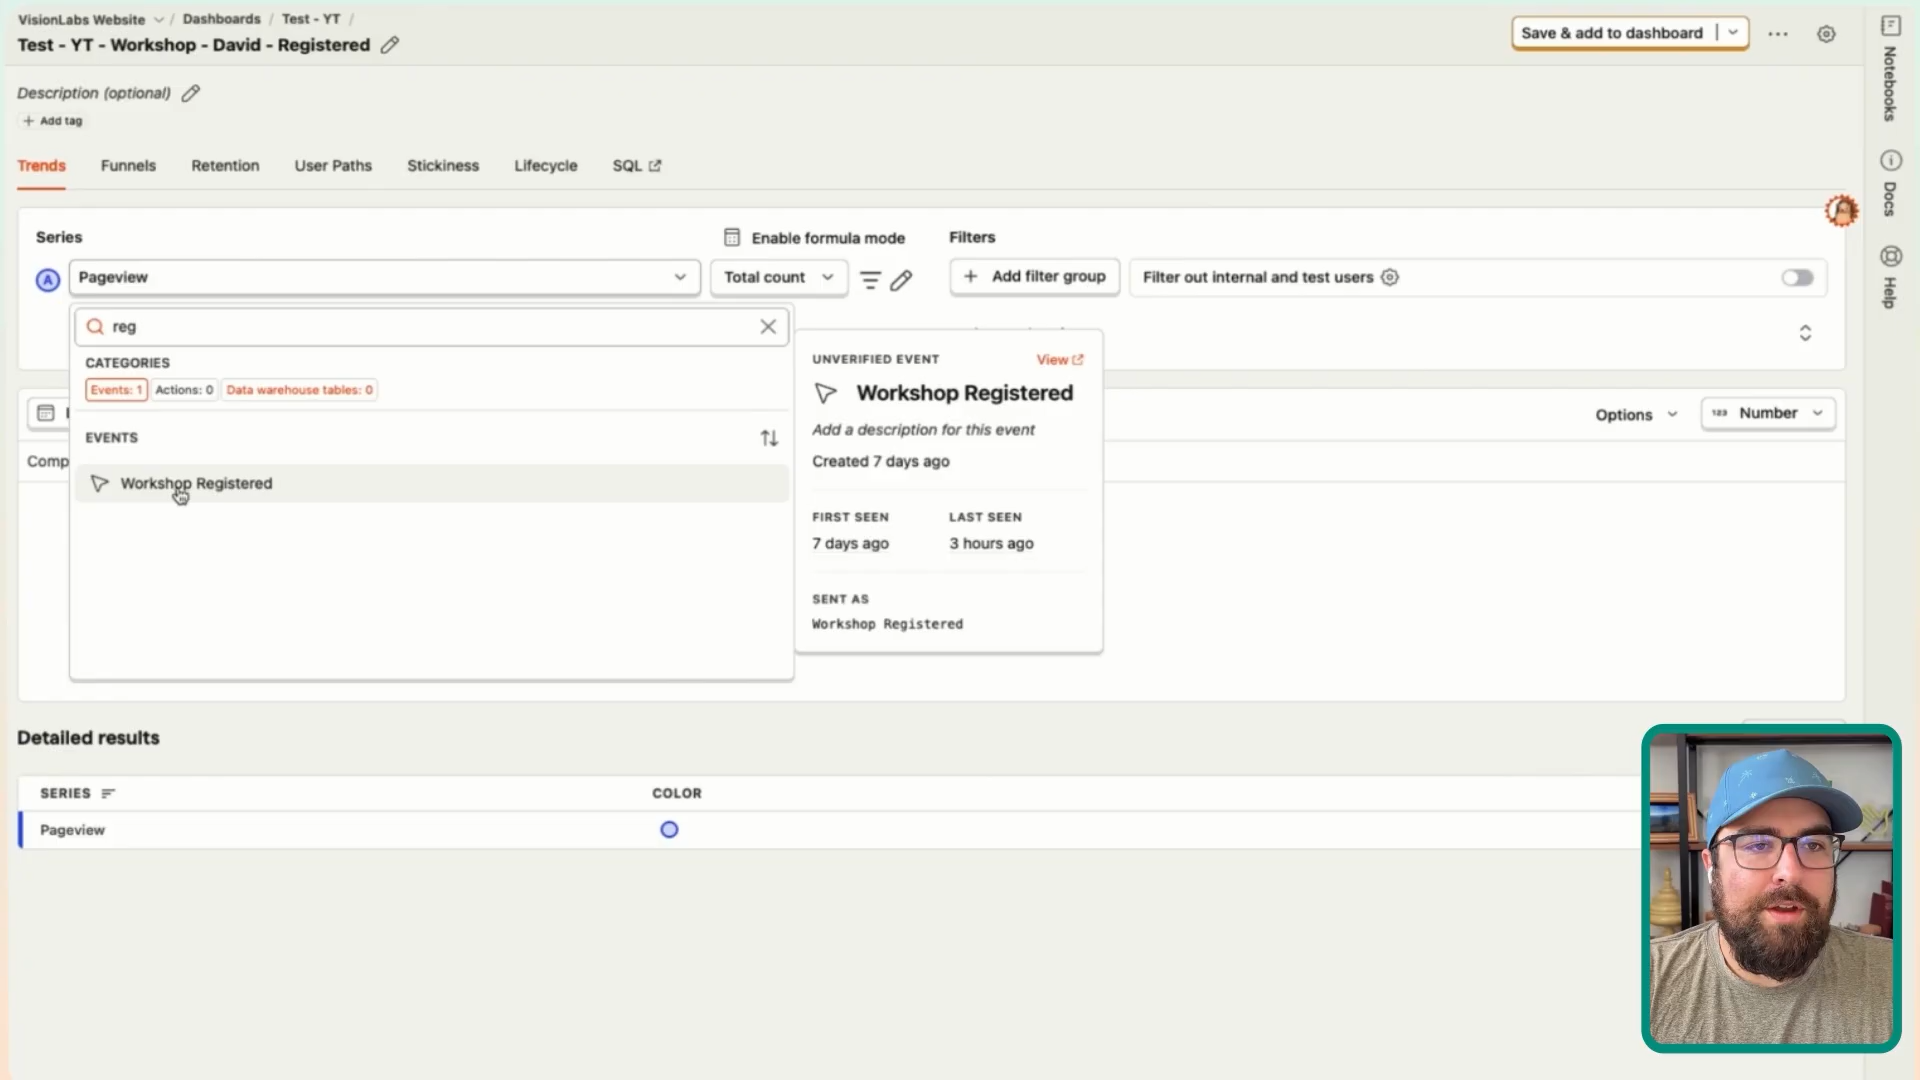 VisionLabs Website / Dashboards / Test - YT /
Test - YT - Workshop - David - Registered
Save & add to dashboard
Description (optional)
Add tag
Trends Funnels Retention User Paths Stickiness Lifecycle SQL
Series
Enable formula mode
Filters
A Pageview
Total count
Add filter group
Filter out internal and test users
reg
CATEGORIES
Events: 1 Actions: 0 Data warehouse tables: 0
EVENTS
Workshop Registered
UNVERIFIED EVENT
View
Workshop Registered
Add a description for this event
Created 7 days ago
FIRST SEEN LAST SEEN
7 days ago 3 hours ago
SENT AS
Workshop Registered
Options
123 Number
Comp
Detailed results
SERIES COLOR
Pageview
Notebooks
Docs
Help